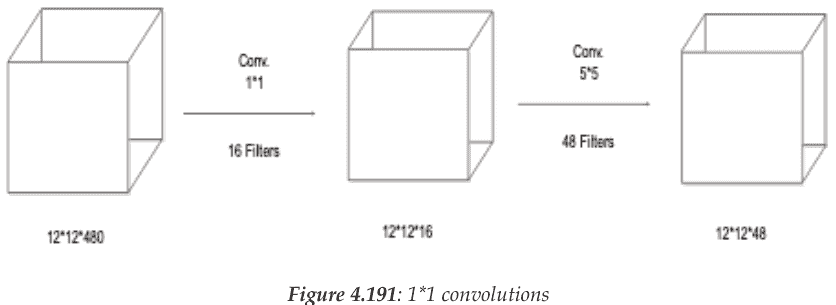 Conv.
1*1
16 Filters
Conv.
5*5
48 Filters
12*12*480
12*12*16
12*12*48
Figure 4.191: 1*1 convolutions